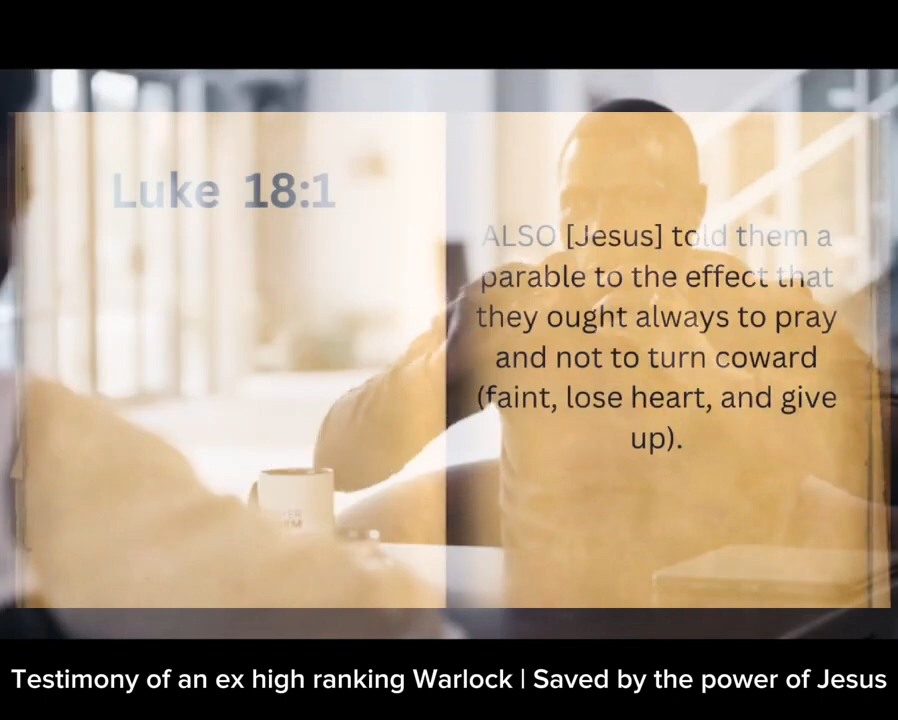 Luke 18:1
ALSO [Jesus] told them a
parable to the effect that
they ought always to pray
and not to turn coward
(faint, lose heart, and give
up).
Testimony of an ex high ranking Warlock | Saved by the power of Jesus